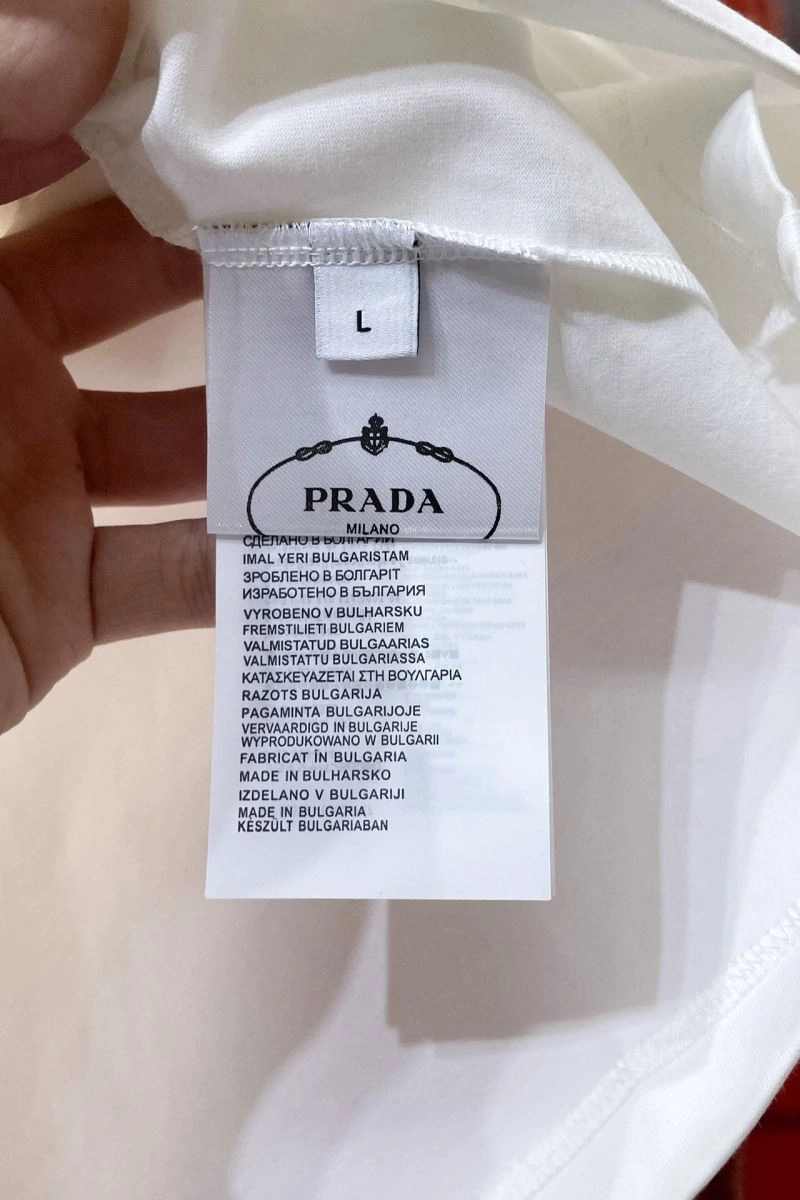 L
PRADA
MILANO
СДЕЛАНО В БОЛГАРИИ
IMAL YERI BULGARISTAM
ЗРОБЛЕНО В БОЛГАРІТ
ИЗРАБОТЕНО В БЪЛГАРИЯ
VYROBENO V BULHARSKU
FREMSTILIETI BULGARIEM
VALMISTATUD BULGAARIAS
VALMISTATTU BULGARIASSA
ΚΑΤΑΣΚΕΥΑΖΕΤΑΙ ΣΤΗ ΒΟΥΛΓΑΡΙΑ
RAZOTS BULGARIJA
PAGAMINTA BULGARIJOJE
VERVAARDIGD IN BULGARIJE
WYPRODUKOWANO W BULGARII
FABRICAT ÎN BULGARIA
MADE IN BULHARSKO
IZDELANO V BULGARIJI
MADE IN BULGARIA
KÉSZÜLT BULGARIABAN